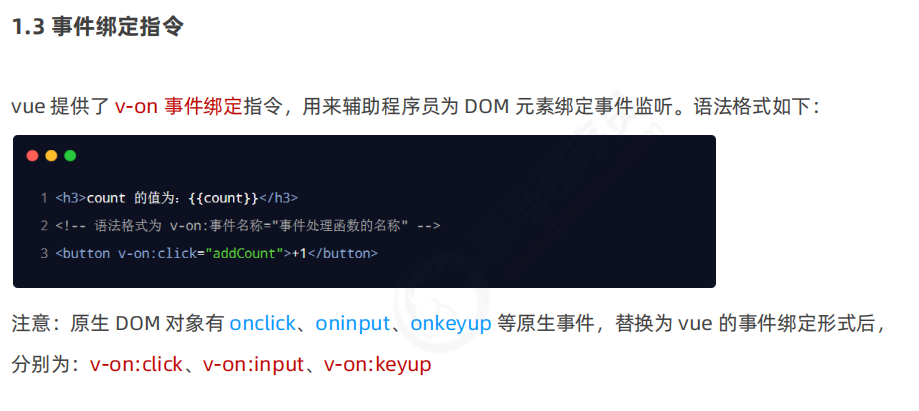 1.3 事件绑定指令
vue 提供了 v-on 事件绑定指令，用来辅助程序员为 DOM 元素绑定事件监听。语法格式如下：
1 <h3>count 的值为：{{count}}</h3>
2 <!-- 语法格式为 v-on:事件名称="事件处理函数的名称" -->
3 <button v-on:click="addCount">+1</button>
注意：原生 DOM 对象有 onclick、oninput、onkeyup 等原生事件，替换为 vue 的事件绑定形式后，
分别为：v-on:click、v-on:input、v-on:keyup